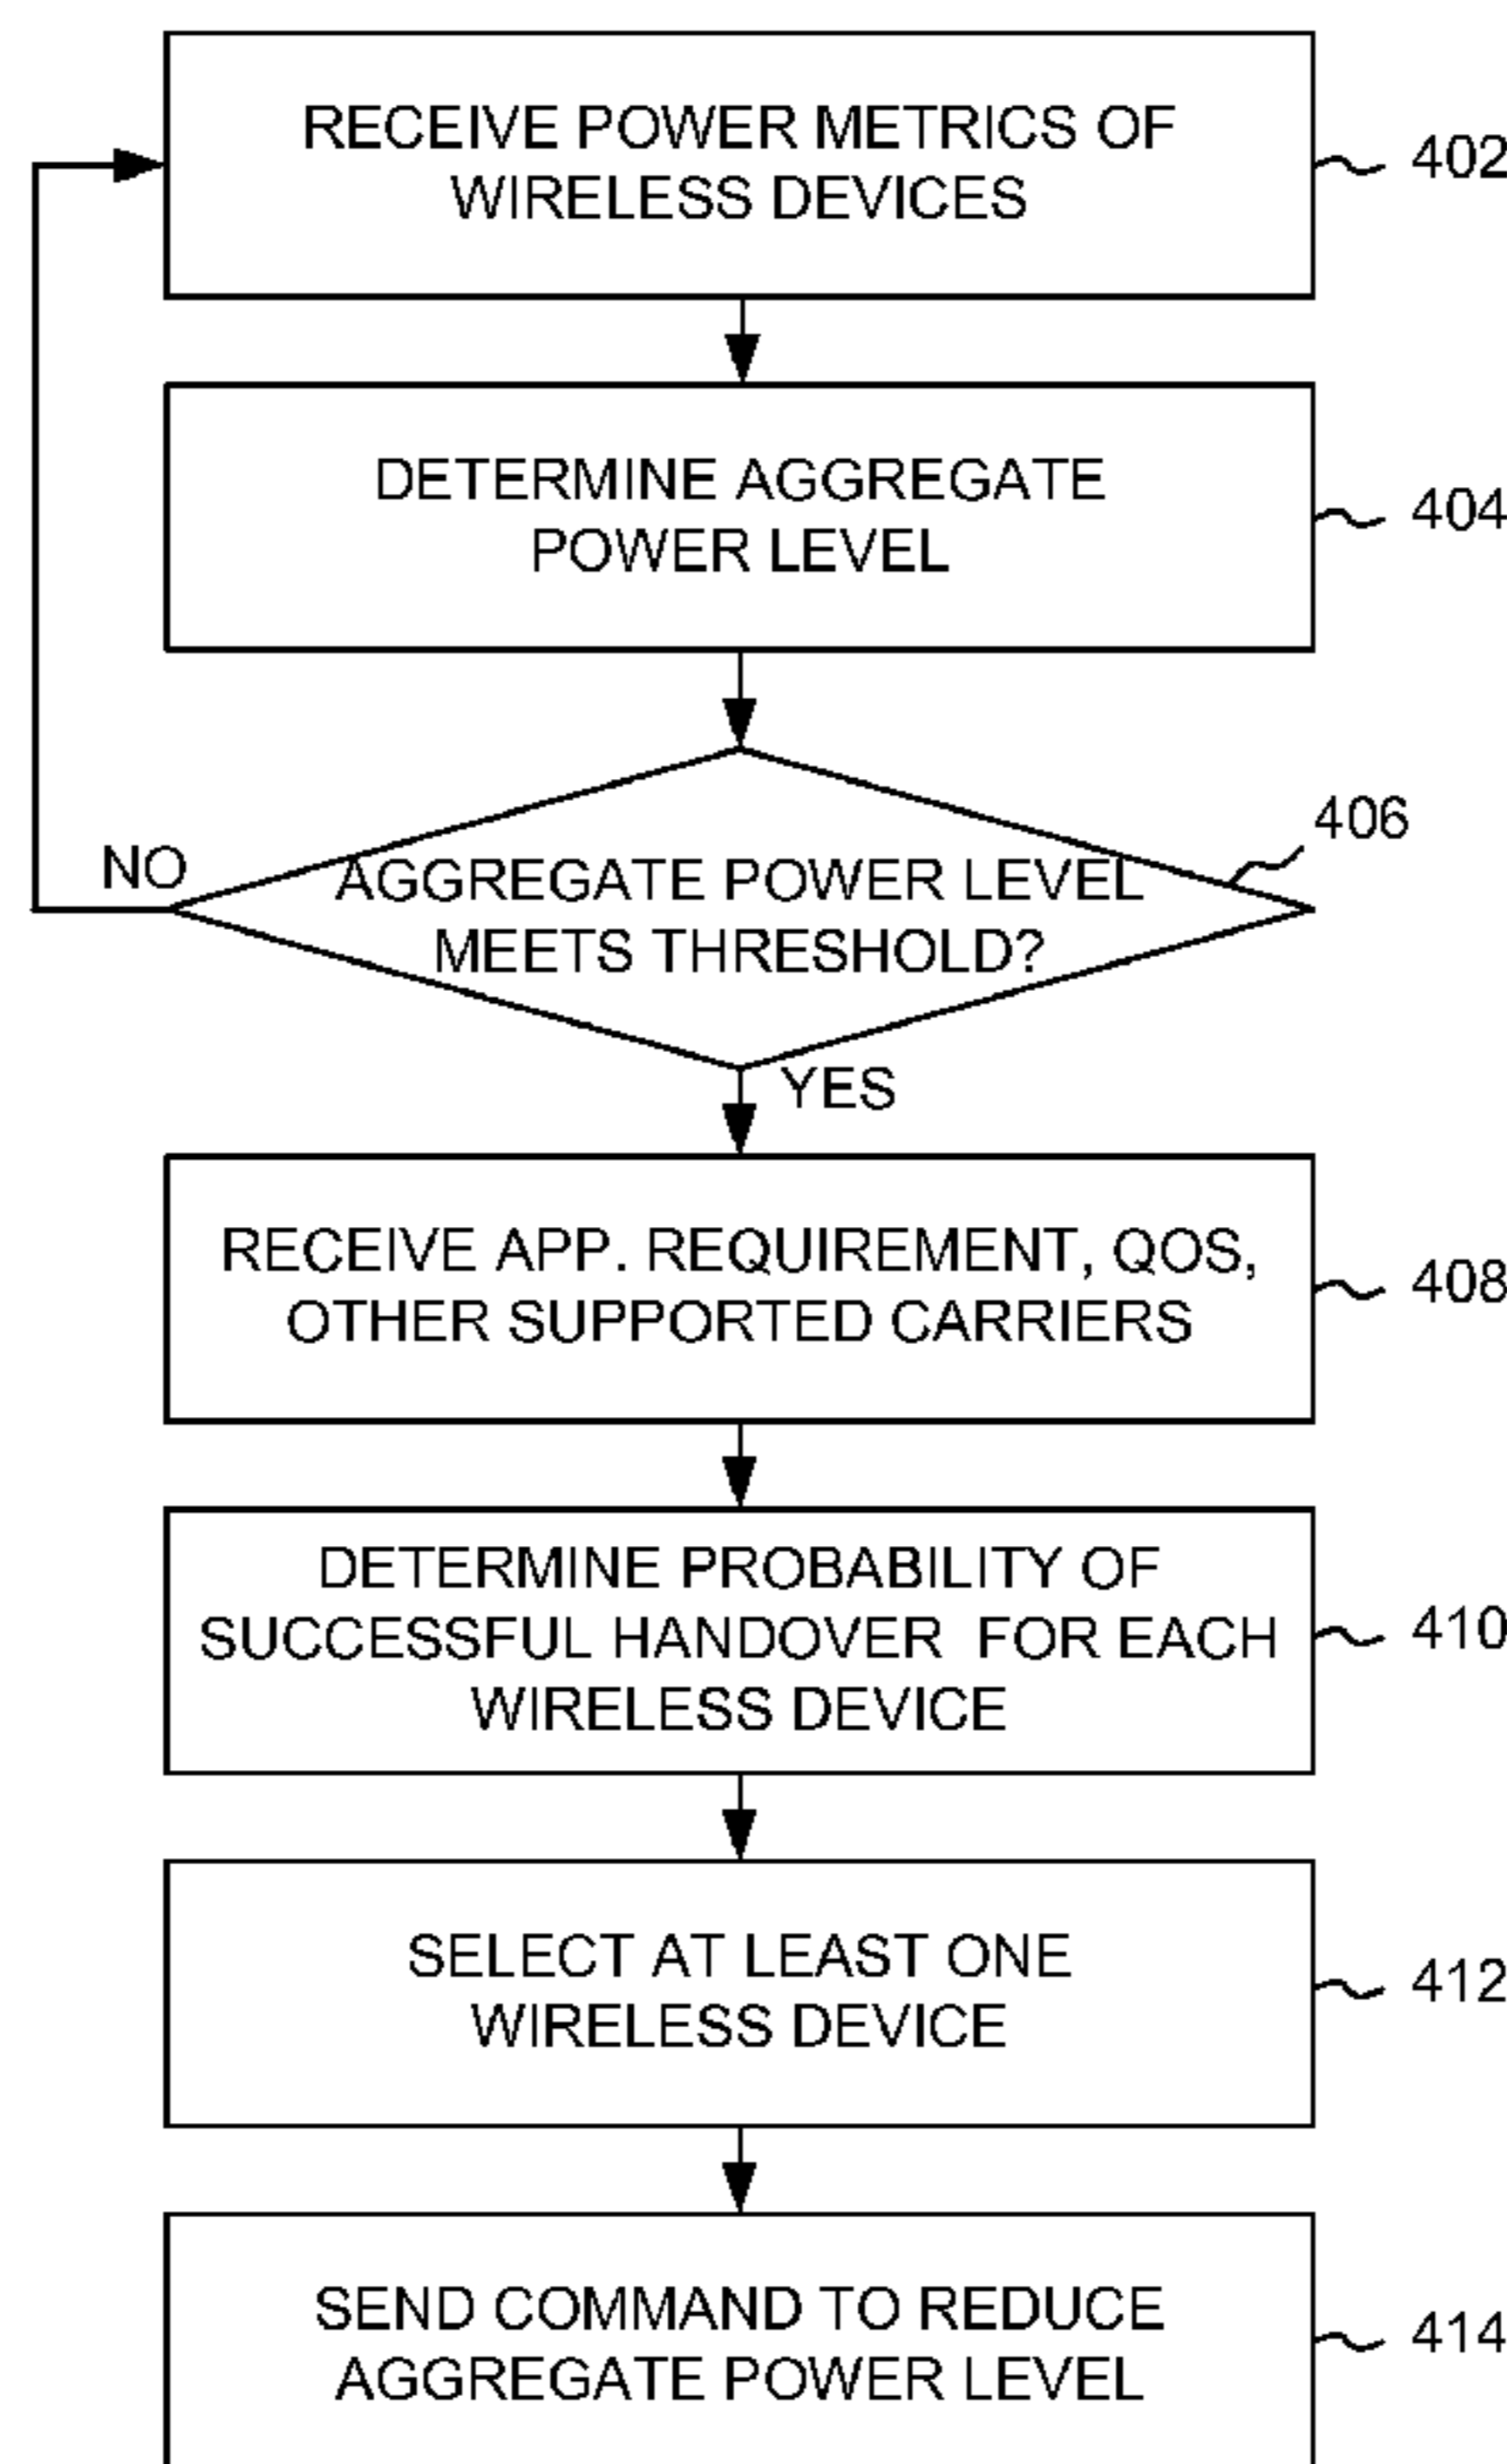 RECEIVE POWER METRICS OF
WIRELESS DEVICES
402
DETERMINE AGGREGATE
POWER LEVEL
404
406
NO
AGGREGATE POWER LEVEL
MEETS THRESHOLD?
YES
RECEIVE APP. REQUIREMENT, QOS,
OTHER SUPPORTED CARRIERS
408
DETERMINE PROBABILITY OF
SUCCESSFUL HANDOVER FOR EACH
WIRELESS DEVICE
410
SELECT AT LEAST ONE
WIRELESS DEVICE
412
SEND COMMAND TO REDUCE
AGGREGATE POWER LEVEL
414